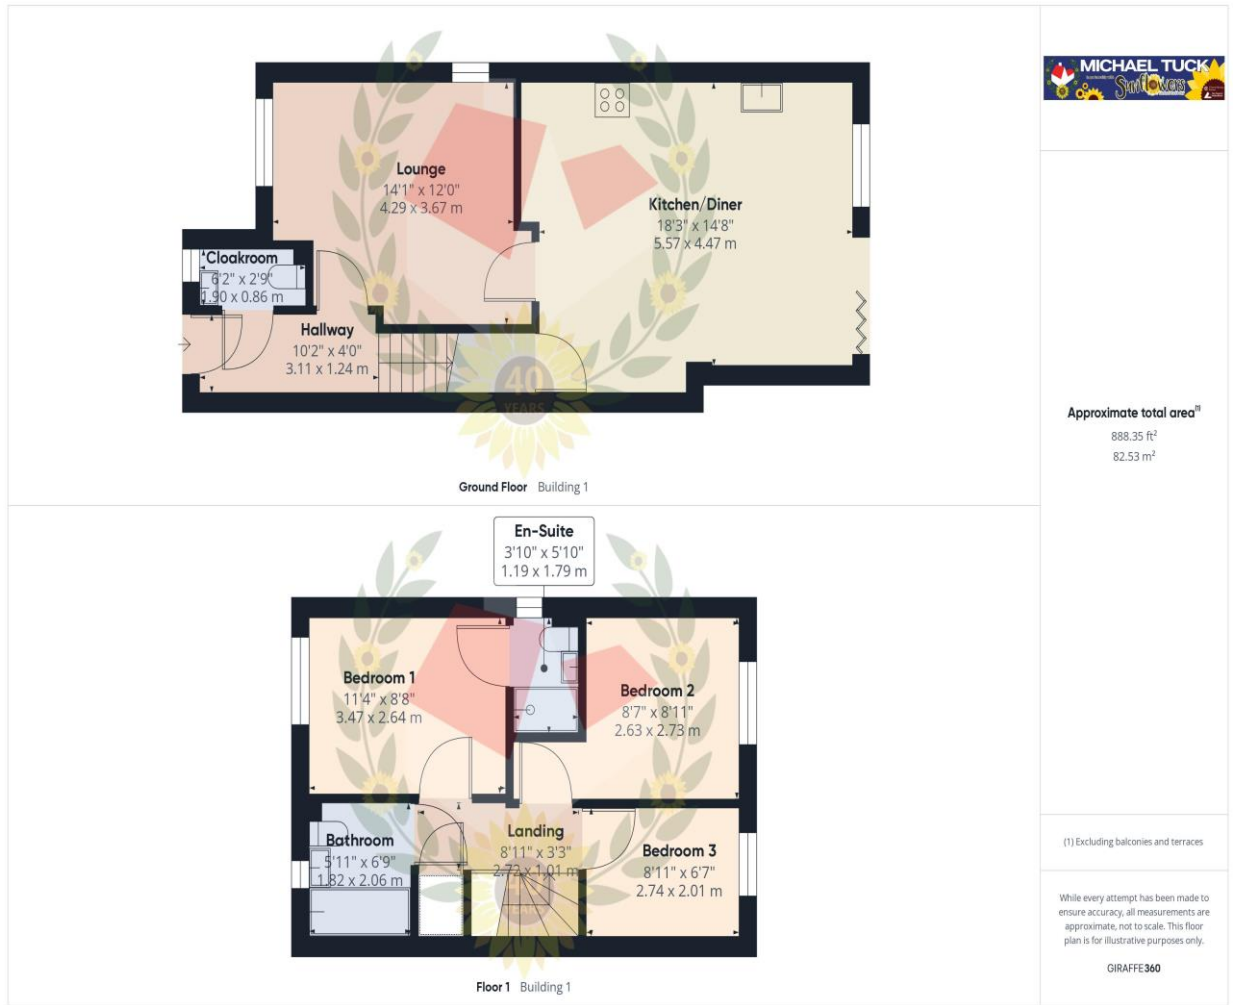 MICHAEL TUCK
Sunflowers
Lounge
14'1" x 12'0"
4.29 x 3.67 m
Kitchen/Diner
18'3" x 14'8"
5.57 x 4.47 m
Cloakroom
6'2" x 2'9"
1.90 x 0.86 m
Hallway
10'2" x 4'0"
3.11 x 1.24 m
40
YEARS
Ground Floor Building 1
Approximate total area(1)
888.35 ft²
82.53 m²
En-Suite
3'10" x 5'10"
1.19 x 1.79 m
Bedroom 1
11'4" x 8'8"
3.47 x 2.64 m
Bedroom 2
8'7" x 8'11"
2.63 x 2.73 m
Bathroom
5'11" x 6'9"
1.82 x 2.06 m
Landing
8'11" x 3'3"
2.72 x 1.01 m
Bedroom 3
8'11" x 6'7"
2.74 x 2.01 m
YEARS
Floor 1 Building 1
(1) Excluding balconies and terraces
While every attempt has been made to
ensure accuracy, all measurements are
approximate, not to scale. This floor
plan is for illustrative purposes only.
GIRAFFE360